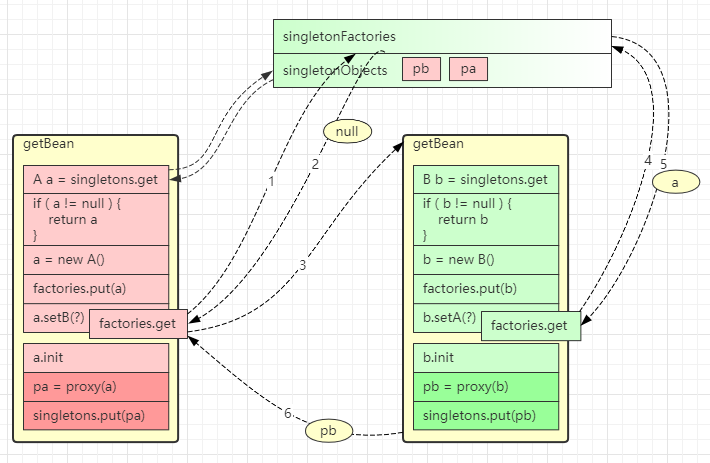 singletonFactories
singletonObjects
pb
pa
null
getBean
A a = singletons.get
if ( a != null ) {
return a
}
a = new A()
factories.put(a)
a.setB(?)
factories.get
a.init
pa = proxy(a)
singletons.put(pa)
1
2
3
getBean
B b = singletons.get
if ( b != null ) {
return b
}
b = new B()
factories.put(b)
b.setA(?)
factories.get
b.init
pb = proxy(b)
singletons.put(pb)
4
5
a
6
pb